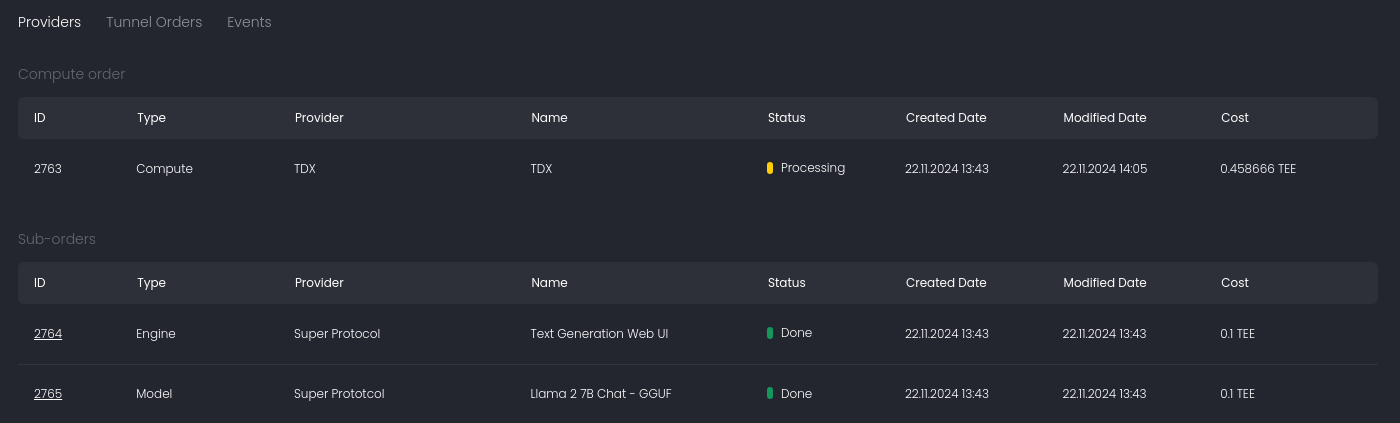 Providers Tunnel Orders Events
Compute order
ID Type Provider Name Status Created Date Modified Date Cost
2763 Compute TDX TDX Processing 22.11.2024 13:43 22.11.2024 14:05 0.458666 TEE
Sub-orders
ID Type Provider Name Status Created Date Modified Date Cost
2764 Engine Super Protocol Text Generation Web UI Done 22.11.2024 13:43 22.11.2024 13:43 0.1 TEE
2765 Model Super Prototcol Llama 2 7B Chat - GGUF Done 22.11.2024 13:43 22.11.2024 13:43 0.1 TEE